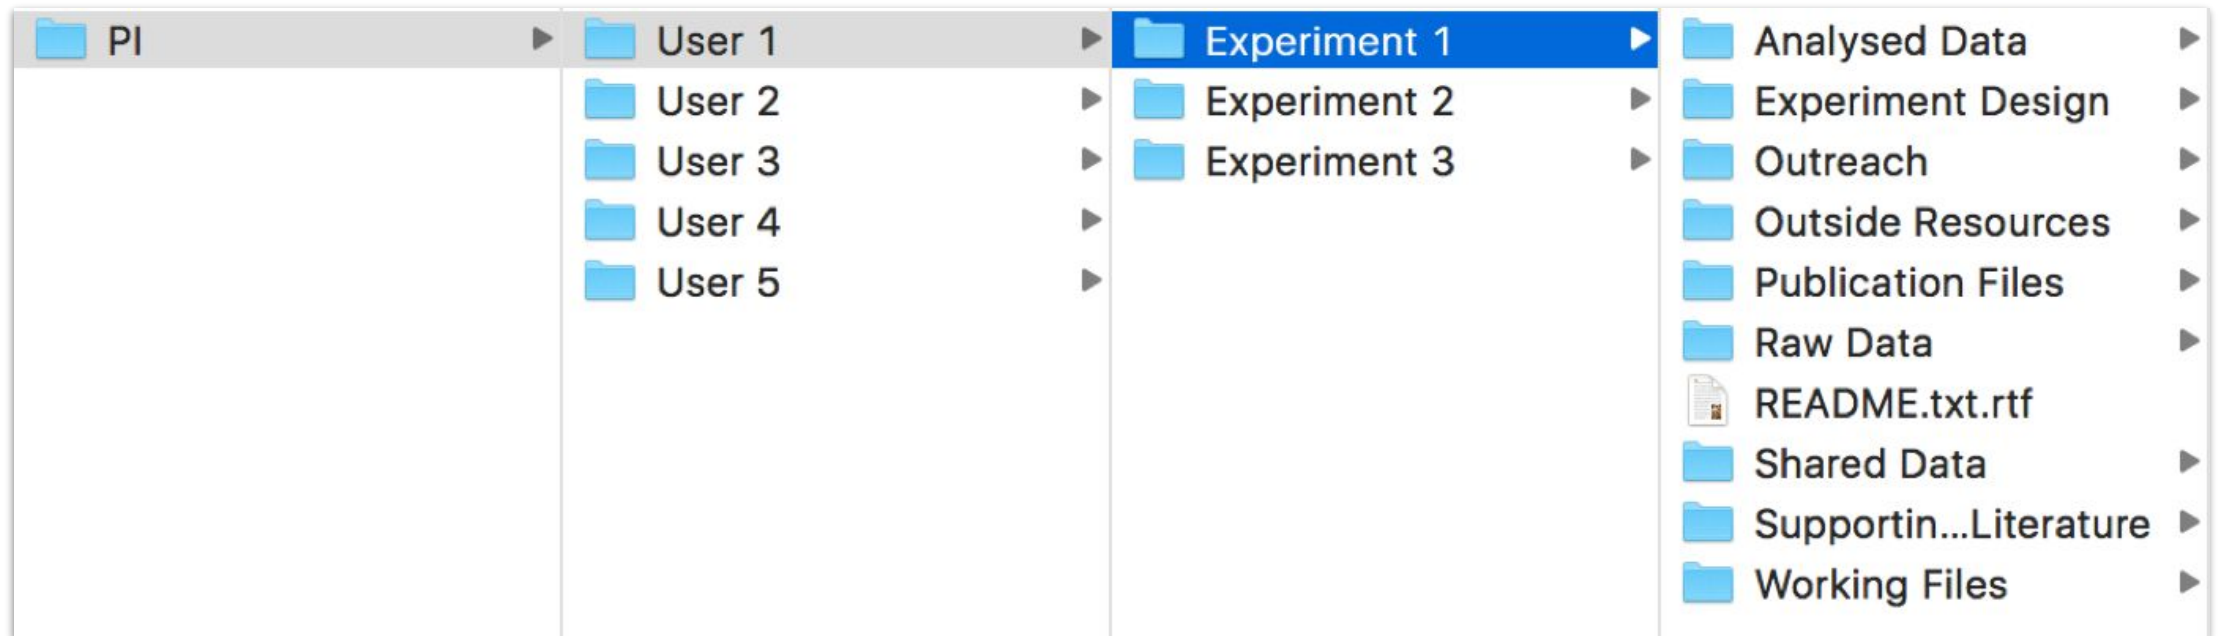 PI
User 1
User 2
User 3
User 4
User 5
Experiment 1
Experiment 2
Experiment 3
Analysed Data
Experiment Design
Outreach
Outside Resources
Publication Files
Raw Data
README.txt.rtf
Shared Data
Supportin...Literature
Working Files